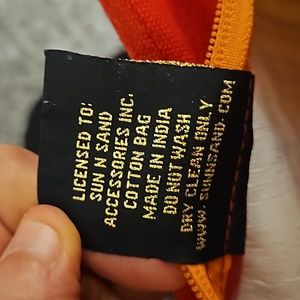 LICENSED TO:
SUN N SAND
ACCESSORIES INC.
COTTON BAG
MADE IN INDIA
DO NOT WASH
DRY CLEAN ONLY
WWW.SUNNSAND.COM